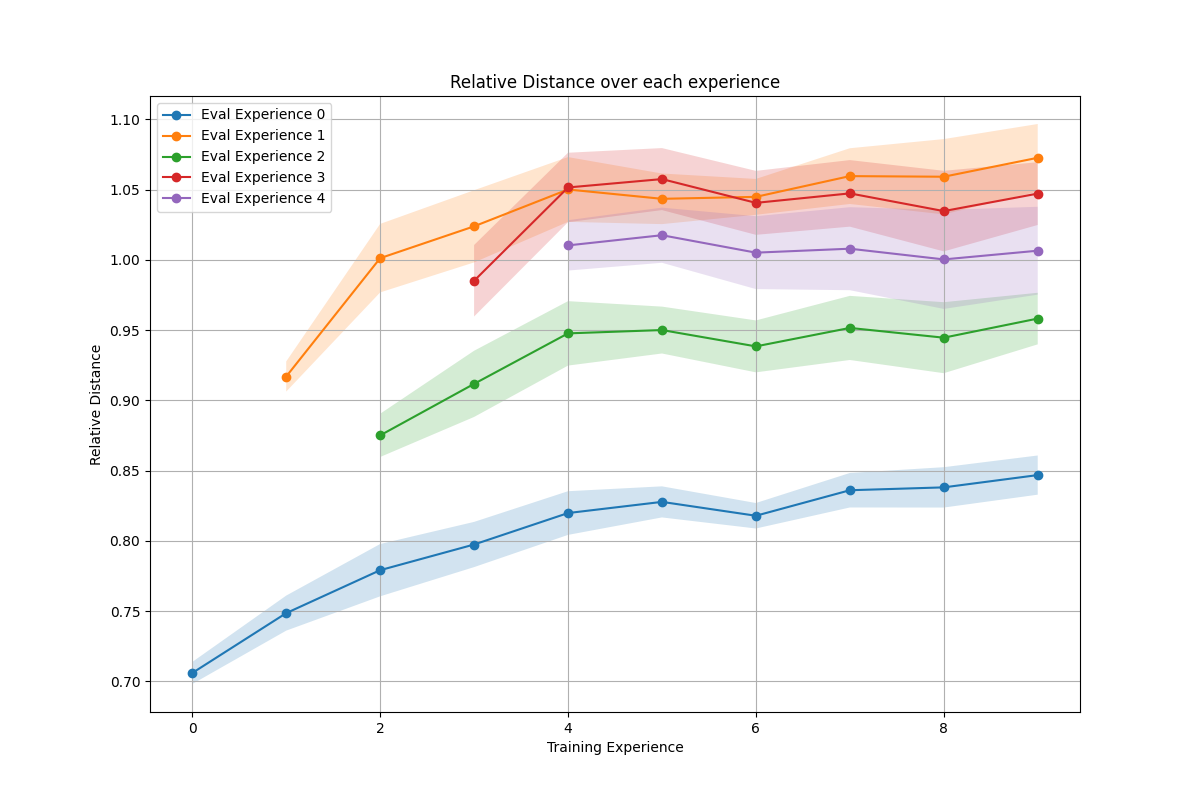 Relative Distance over each experience
Eval Experience 0
Eval Experience 1
Eval Experience 2
Eval Experience 3
Eval Experience 4
1.10
1.05
1.00
0.95
0.90
0.85
0.80
0.75
0.70
Relative Distance
0 2 4 6 8
Training Experience